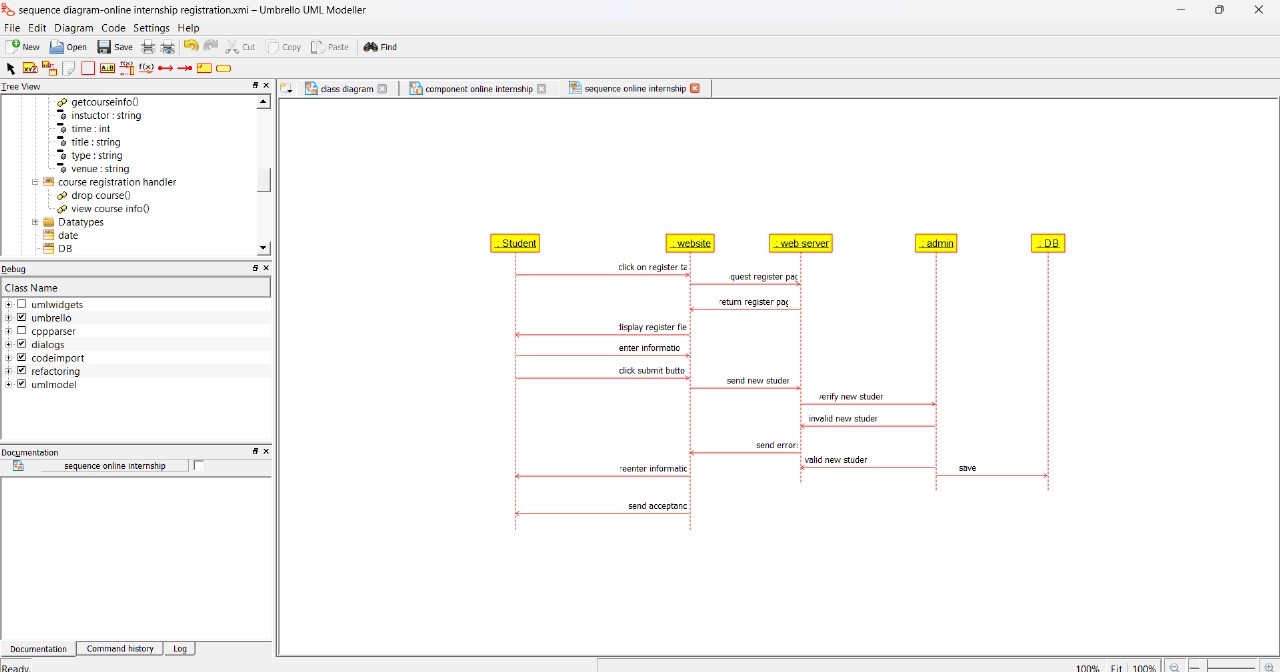 sequence diagram-online internship registration.xmi – Umbrello UML Modeller
File Edit Diagram Code Settings Help
New Open Save Cut Copy Paste Find
Tree View
class diagram component online internship sequence online internship
getcourseinfo()
instuctor : string
time : int
title : string
type : string
venue : string
course registration handler
drop course()
view course info()
Datatypes
date
DB
Debug
Class Name
umlwidgets
umbrello
cppparser
dialogs
codeimport
refactoring
umlmodel
Documentation
sequence online internship
Documentation Command history Log
Ready.
: Student : website : web server : admin : DB
click on register ta
quest register pag
return register pag
display register fie
enter informatio
click submit butto
send new studer
verify new studer
invalid new studer
send error:
valid new studer
reenter informatic
save
send acceptanc
100% Fit 100%